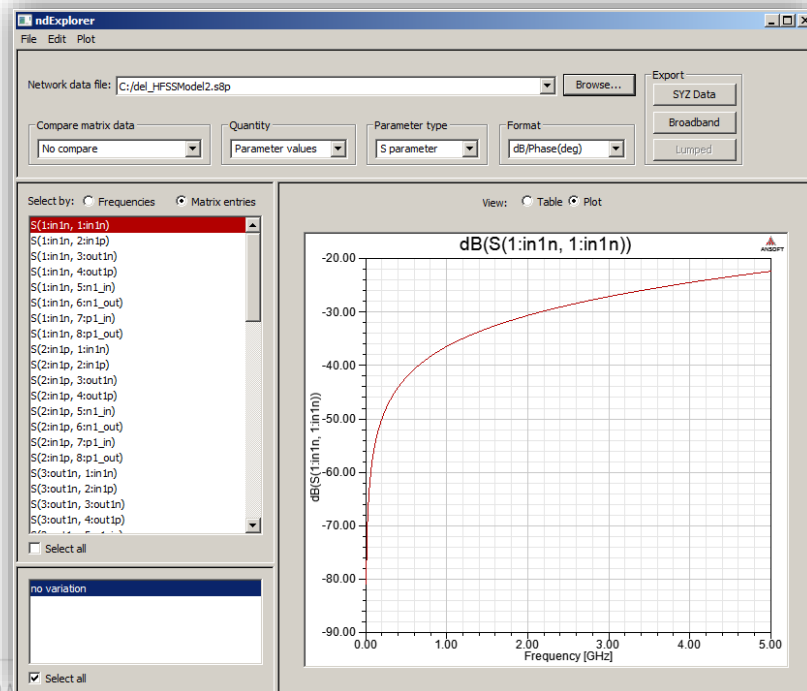 ndExplorer
File Edit Plot
Network data file: C:/del_HFSSModel2.s8p Browse...
Export
SYZ Data
Broadband
Lumped
Compare matrix data
No compare
Quantity
Parameter values
Parameter type
S parameter
Format
dB/Phase(deg)
Select by: Frequencies Matrix entries
S(1:in1n, 1:in1n)
S(1:in1n, 2:in1p)
S(1:in1n, 3:out1n)
S(1:in1n, 4:out1p)
S(1:in1n, 5:n1_in)
S(1:in1n, 6:n1_out)
S(1:in1n, 7:p1_in)
S(1:in1n, 8:p1_out)
S(2:in1p, 1:in1n)
S(2:in1p, 2:in1p)
S(2:in1p, 3:out1n)
S(2:in1p, 4:out1p)
S(2:in1p, 5:n1_in)
S(2:in1p, 6:n1_out)
S(2:in1p, 7:p1_in)
S(2:in1p, 8:p1_out)
S(3:out1n, 1:in1n)
S(3:out1n, 2:in1p)
S(3:out1n, 3:out1n)
S(3:out1n, 4:out1p)
Select all
no variation
Select all
View: Table Plot
dB(S(1:in1n, 1:in1n))
ANSOFT
dB(S(1:in1n, 1:in1n))
-20.00
-30.00
-40.00
-50.00
-60.00
-70.00
-80.00
-90.00
0.00 1.00 2.00 3.00 4.00 5.00
Frequency [GHz]